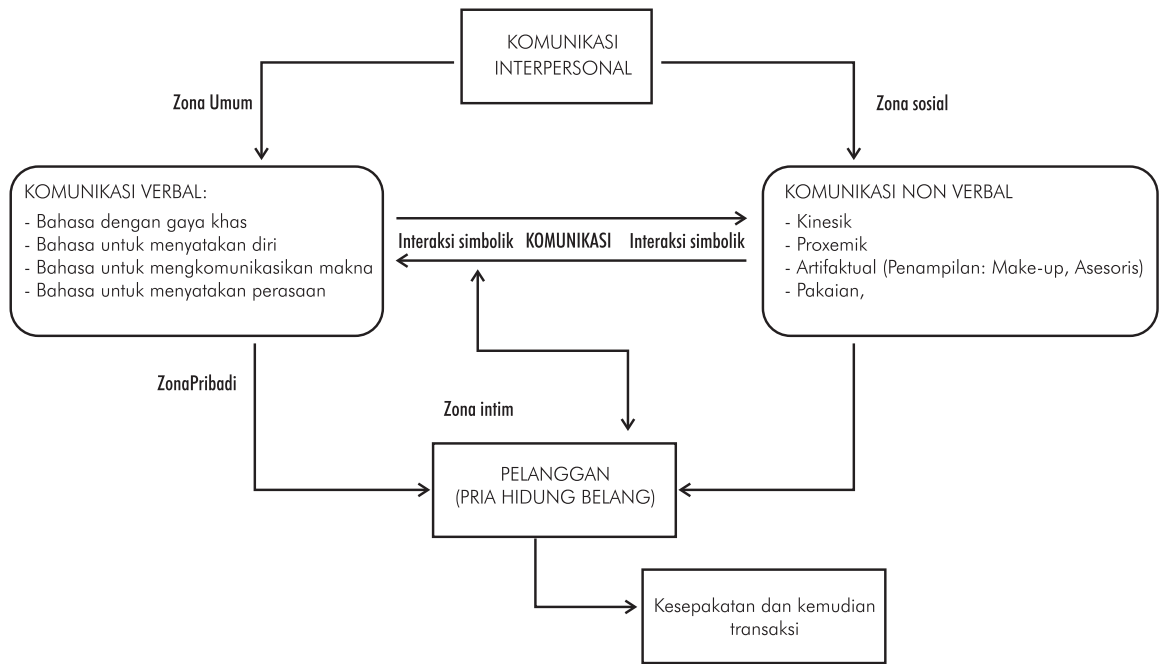 KOMUNIKASI
INTERPERSONAL
Zona Umum
Zona sosial
KOMUNIKASI VERBAL:
- Bahasa dengan gaya khas
- Bahasa untuk menyatakan diri
- Bahasa untuk mengkomunikasikan makna
- Bahasa untuk menyatakan perasaan
Interaksi simbolik KOMUNIKASI Interaksi simbolik
KOMUNIKASI NON VERBAL
- Kinesik
- Proxemik
- Artifaktual (Penampilan: Make-up, Asesoris)
- Pakaian,
ZonaPribadi
Zona intim
PELANGGAN
(PRIA HIDUNG BELANG)
Kesepakatan dan kemudian
transaksi